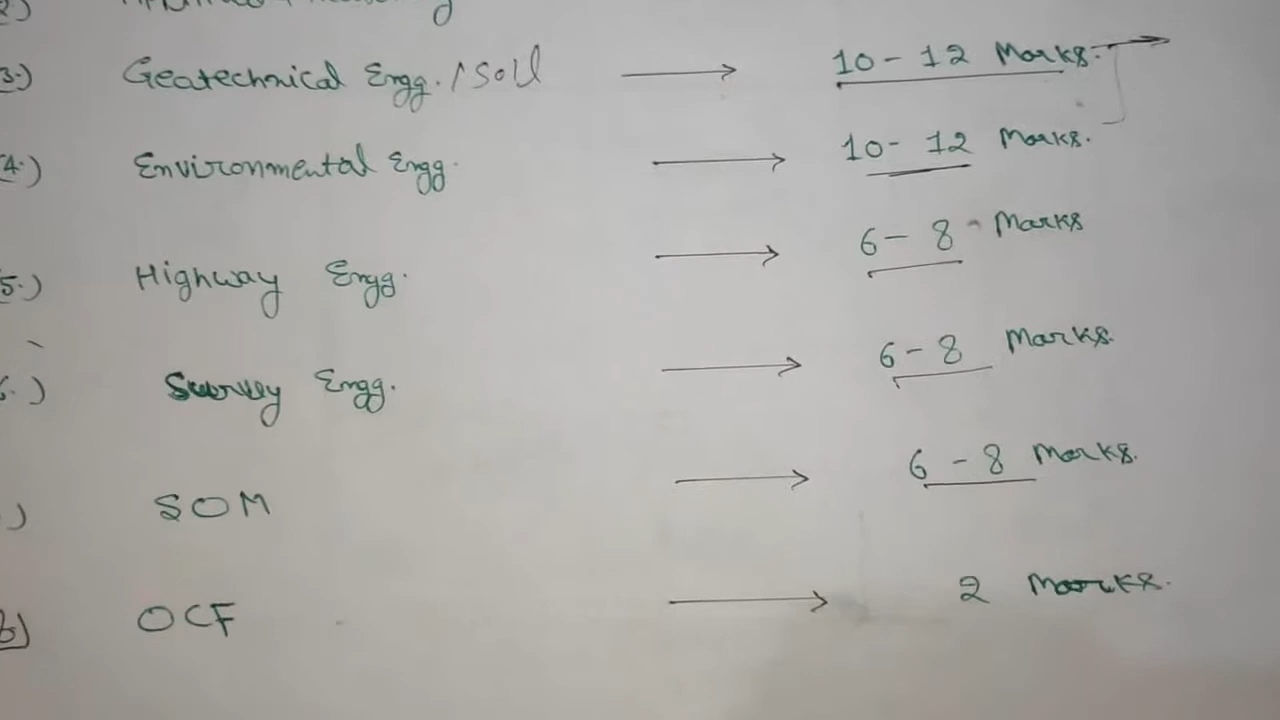 3.) Geatechnical Engg. / Soil → 10 - 12 Marks. →
4.) Environmental Engg. → 10 - 12 Marks.
5.) Highway Engg. → 6 - 8 - Marks
Survey Engg. → 6 - 8 Marks.
) SOM → 6 - 8 Marks.
OCF → 2 Marks.